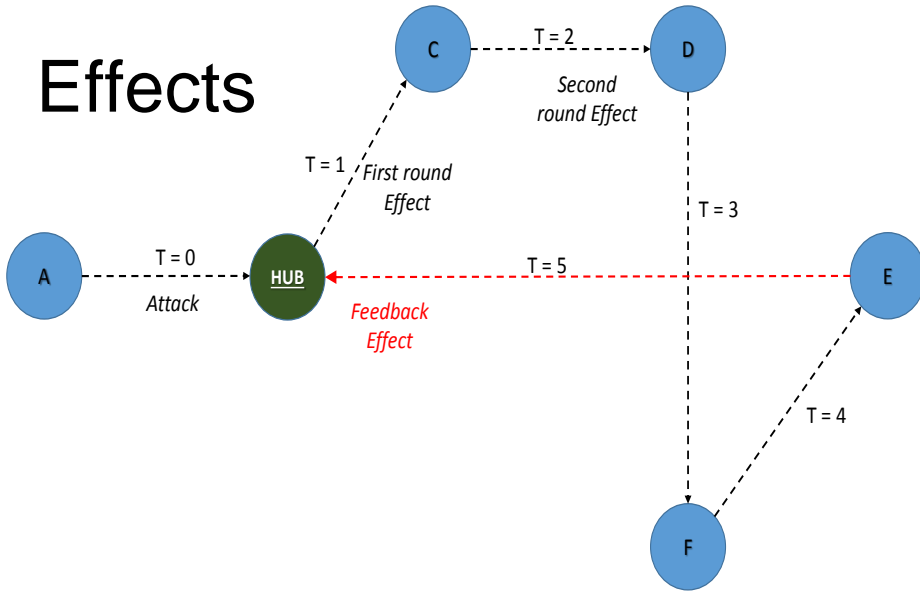 Effects
C
T = 2
D
Second
round Effect
T = 1
First round
Effect
T = 3
A
T = 0
Attack
HUB
T = 5
E
Feedback
Effect
T = 4
F